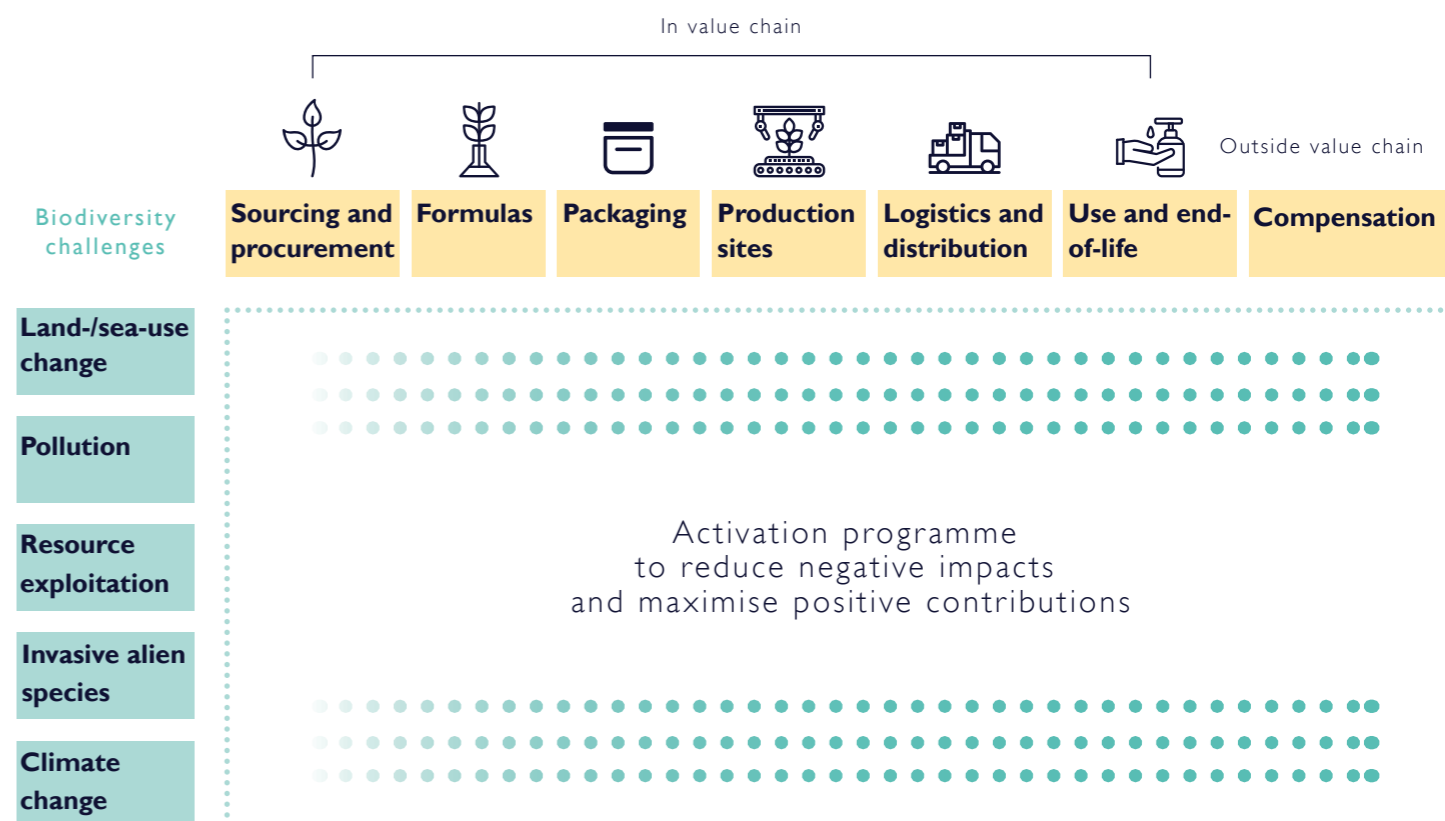 In value chain
Outside value chain
Biodiversity
challenges
Sourcing and
procurement
Formulas
Packaging
Production
sites
Logistics and
distribution
Use and end-
of-life
Compensation
Land-/sea-use
change
Pollution
Resource
exploitation
Invasive alien
species
Climate
change
Activation programme
to reduce negative impacts
and maximise positive contributions